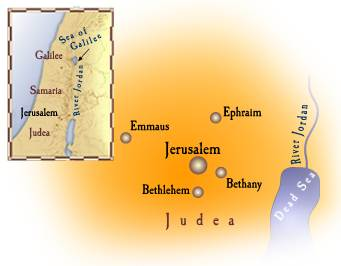 Sea of
Galilee
Galilee
Samaria
River Jordan
Jerusalem
Judea
Ephraim
Emmaus
Jerusalem
Bethany
Bethlehem
Judea
River Jordan
Dead Sea